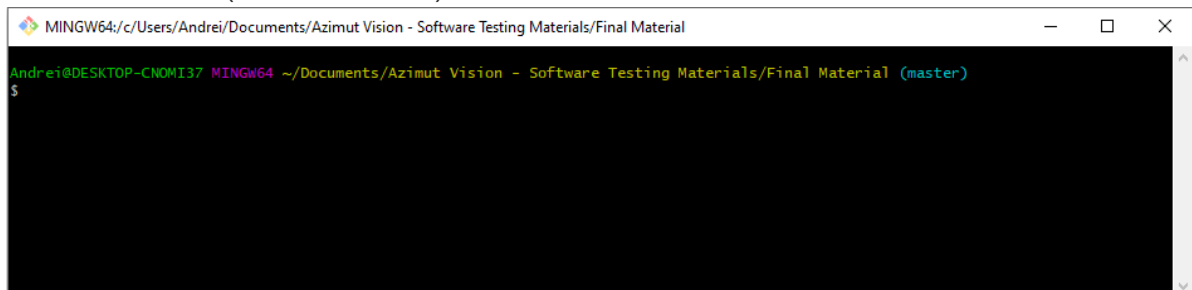 MINGW64:/c/Users/Andrei/Documents/Azimut Vision - Software Testing Materials/Final Material
Andrei@DESKTOP-CNOMI37 MINGW64 ~/Documents/Azimut Vision - Software Testing Materials/Final Material (master)
$